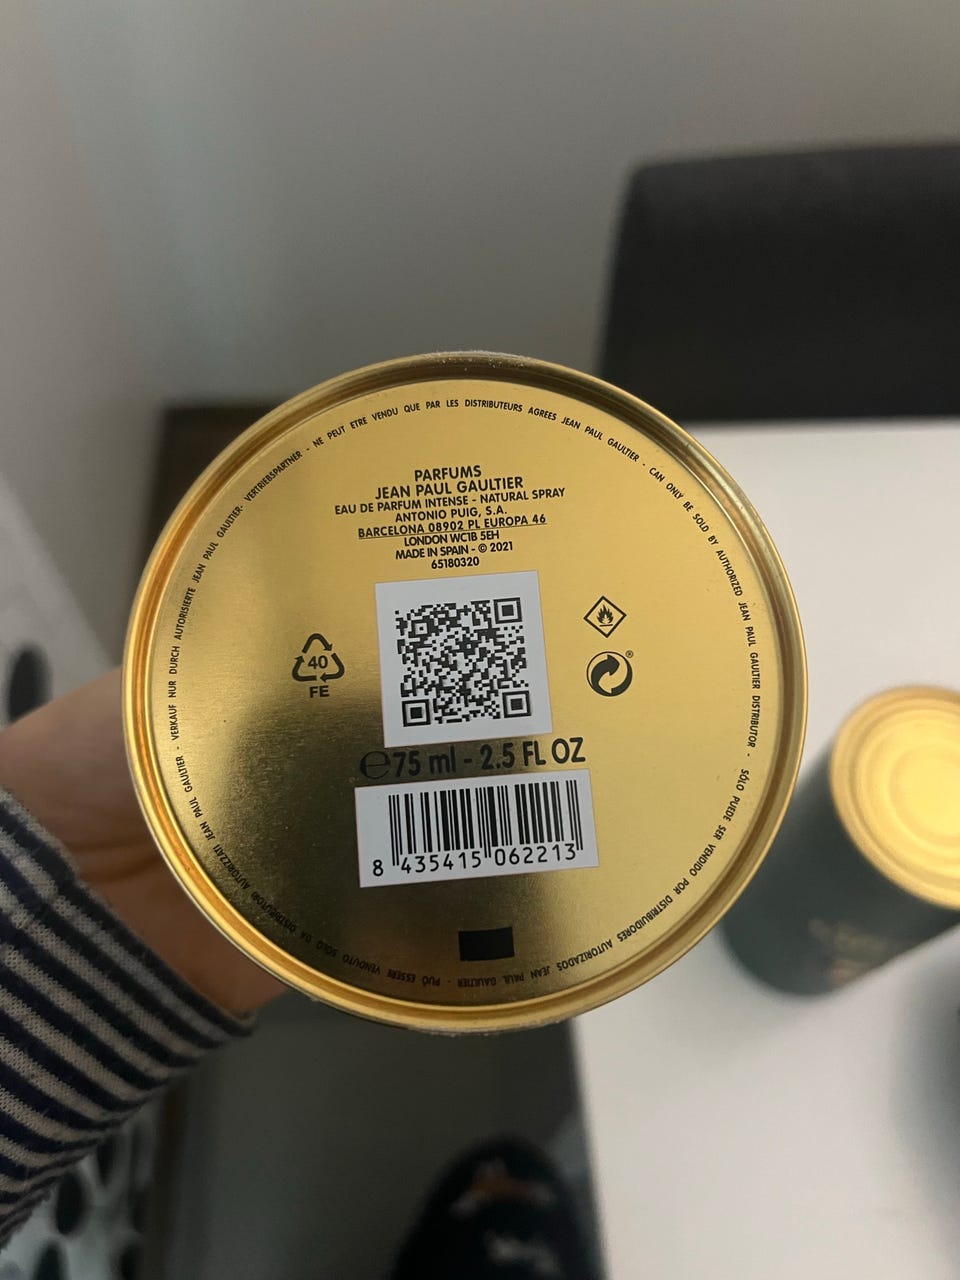 NE PEUT ETRE VENDU QUE PAR LES DISTRIBUTEURS AGREES JEAN PAUL GAULTIER - CAN ONLY BE SOLD BY AUTHORIZED JEAN PAUL GAULTIER DISTRIBUTOR - SÓLO PUEDE SER VENDIDO POR DISTRIBUIDORES AUTORIZADOS JEAN PAUL GAULTIER - PUÒ ESSERE VENDUTO SOLO DA DISTRIBUTORI AUTORIZZATI JEAN PAUL GAULTIER - VERKAUF NUR DURCH AUTORISIERTE JEAN PAUL GAULTIER- VERTRIEBSPARTNER -
PARFUMS
JEAN PAUL GAULTIER
EAU DE PARFUM INTENSE - NATURAL SPRAY
ANTONIO PUIG, S.A.
BARCELONA 08902 PL EUROPA 46
LONDON WC1B 5EH
MADE IN SPAIN - © 2021
65180320
40
FE
®
℮75 ml - 2.5 FL OZ
8 435415 062213